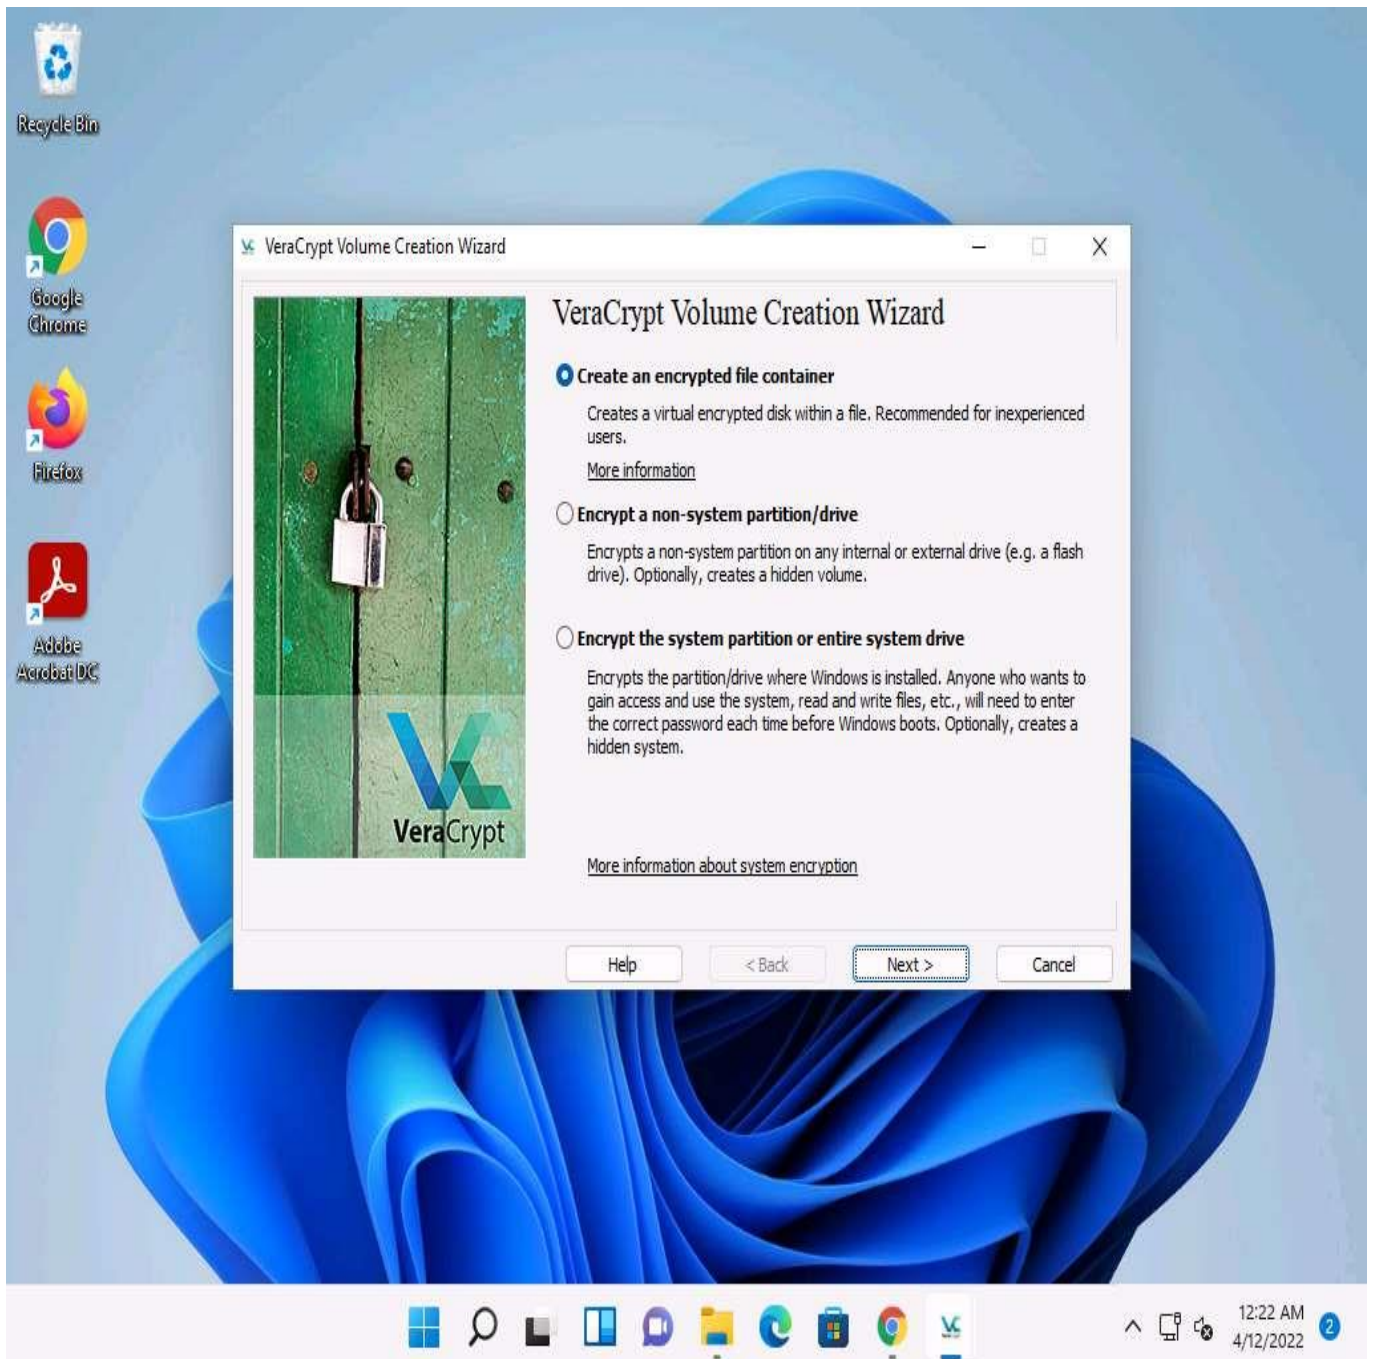 Recycle Bin
Google
Chrome
Firefox
Adobe
Acrobat DC
VeraCrypt Volume Creation Wizard
VeraCrypt Volume Creation Wizard
Create an encrypted file container
Creates a virtual encrypted disk within a file. Recommended for inexperienced
users.
More information
Encrypt a non-system partition/drive
Encrypts a non-system partition on any internal or external drive (e.g. a flash
drive). Optionally, creates a hidden volume.
Encrypt the system partition or entire system drive
Encrypts the partition/drive where Windows is installed. Anyone who wants to
gain access and use the system, read and write files, etc., will need to enter
the correct password each time before Windows boots. Optionally, creates a
hidden system.
More information about system encryption
VeraCrypt
Help
< Back
Next >
Cancel
12:22 AM
4/12/2022
2